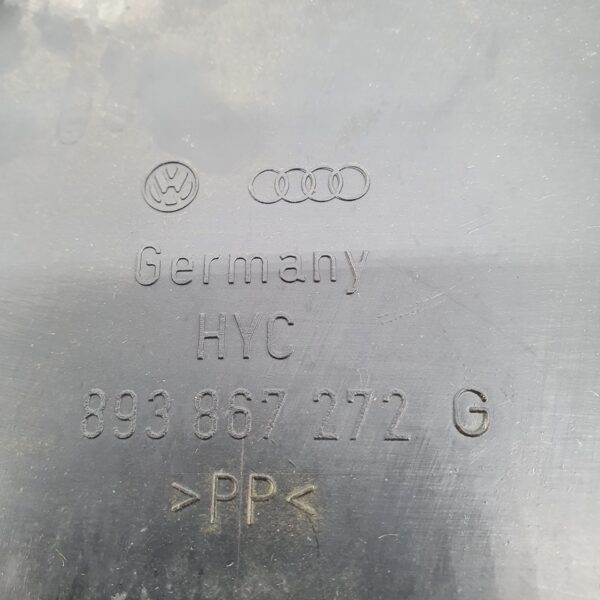 Germany
HYC
893 867 272 G
>PP<